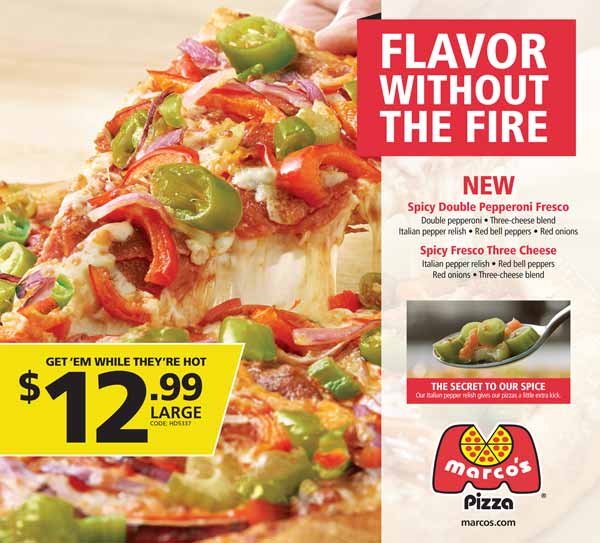 FLAVOR
WITHOUT
THE FIRE
NEW
Spicy Double Pepperoni Fresco
Double pepperoni • Three-cheese blend
Italian pepper relish • Red bell peppers • Red onions
Spicy Fresco Three Cheese
Italian pepper relish • Red bell peppers
Red onions • Three-cheese blend
THE SECRET TO OUR SPICE
Our Italian pepper relish gives our pizzas a little extra kick.
GET 'EM WHILE THEY'RE HOT
$12.99
LARGE
CODE: HD5337
marco's
Pizza®
marcos.com